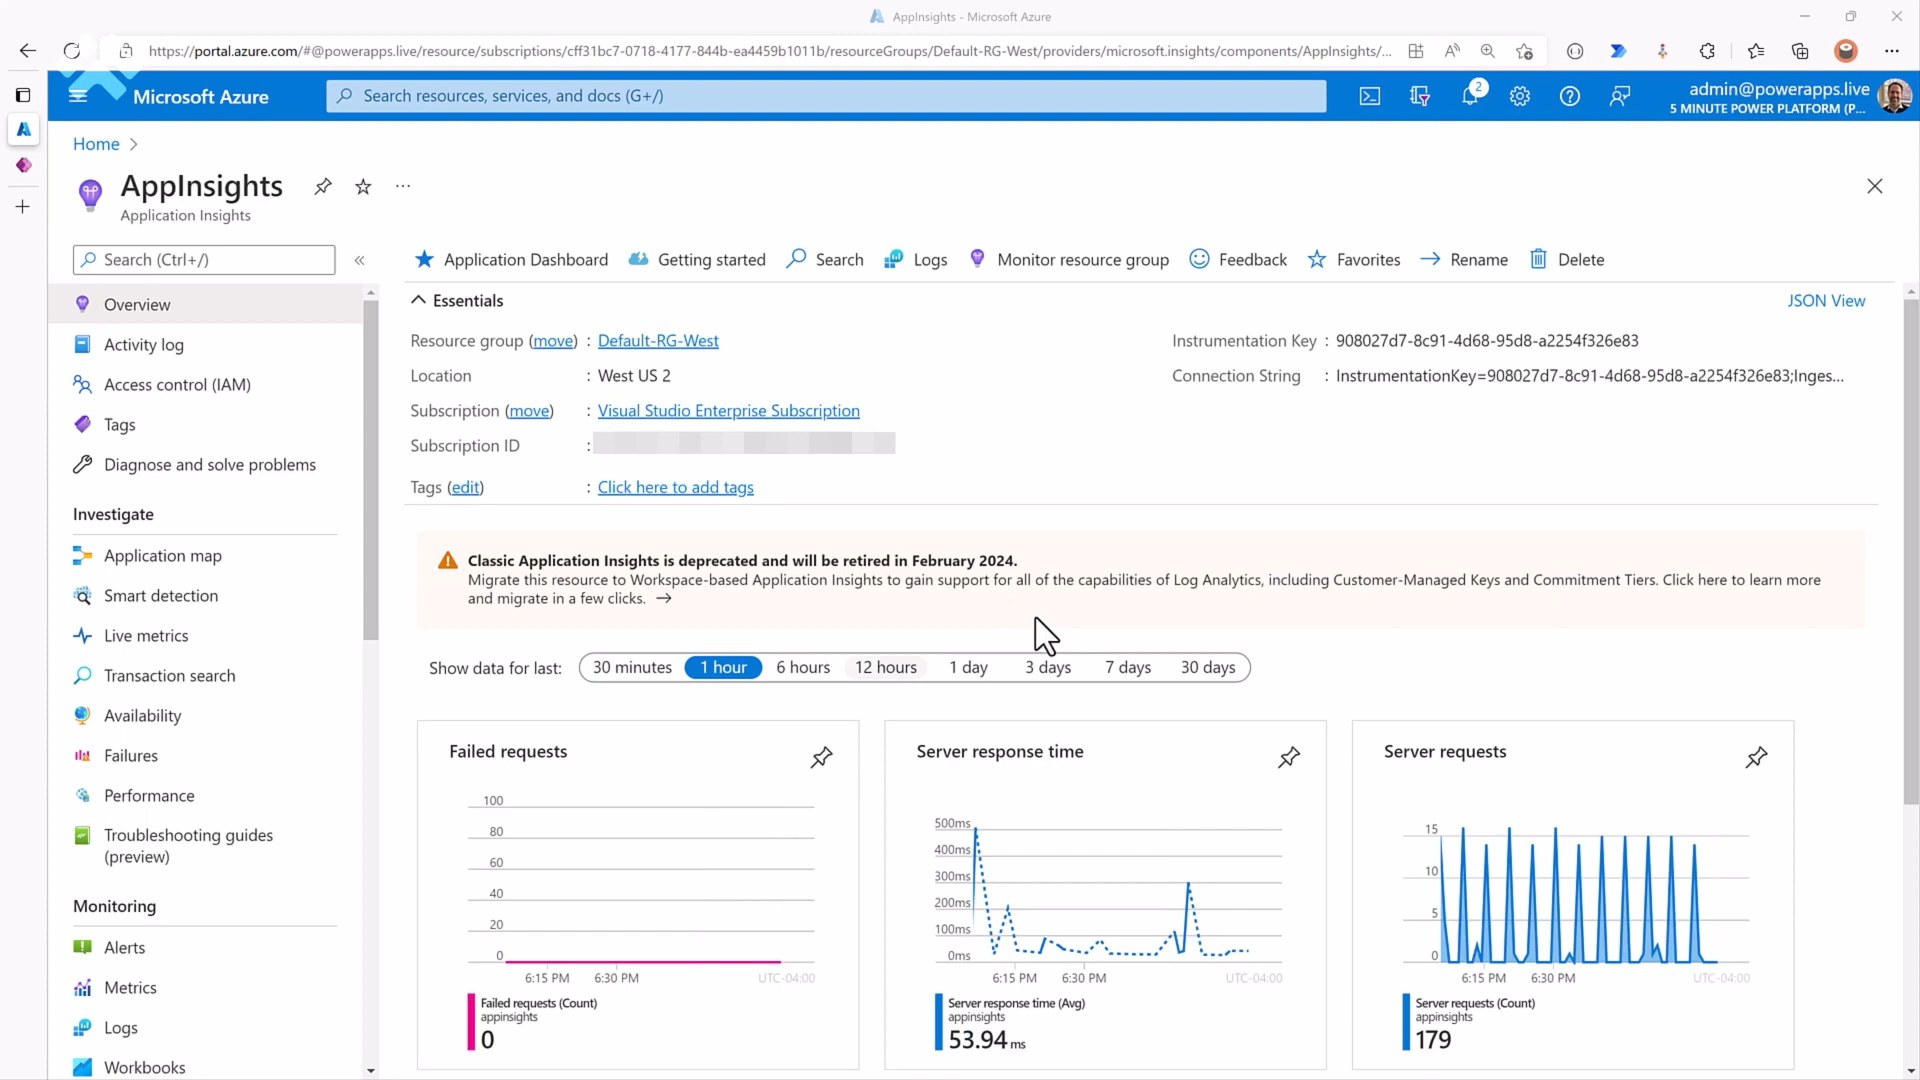 AppInsights - Microsoft Azure
https://portal.azure.com/#@powerapps.live/resource/subscriptions/cff31bc7-0718-4177-844b-ea4459b1011b/resourceGroups/Default-RG-West/providers/microsoft.insights/components/AppInsights/...
Microsoft Azure
Search resources, services, and docs (G+/)
2
admin@powerapps.live
5 MINUTE POWER PLATFORM (P...
Home
AppInsights
Application Insights
Search (Ctrl+/)
Application Dashboard Getting started Search Logs Monitor resource group Feedback Favorites Rename Delete
Overview
Activity log
Access control (IAM)
Tags
Diagnose and solve problems
Investigate
Application map
Smart detection
Live metrics
Transaction search
Availability
Failures
Performance
Troubleshooting guides
(preview)
Monitoring
Alerts
Metrics
Logs
Workbooks
Essentials
JSON View
Resource group (move) : Default-RG-West
Location : West US 2
Subscription (move) : Visual Studio Enterprise Subscription
Subscription ID :
Tags (edit) : Click here to add tags
Instrumentation Key : 908027d7-8c91-4d68-95d8-a2254f326e83
Connection String : InstrumentationKey=908027d7-8c91-4d68-95d8-a2254f326e83;Inges...
Classic Application Insights is deprecated and will be retired in February 2024.
Migrate this resource to Workspace-based Application Insights to gain support for all of the capabilities of Log Analytics, including Customer-Managed Keys and Commitment Tiers. Click here to learn more
and migrate in a few clicks.
Show data for last: 30 minutes 1 hour 6 hours 12 hours 1 day 3 days 7 days 30 days
Failed requests
100
80
60
40
20
0
6:15 PM 6:30 PM UTC-04:00
Failed requests (Count)
appinsights
0
Server response time
500ms
400ms
300ms
200ms
100ms
0ms
6:15 PM 6:30 PM UTC-04:00
Server response time (Avg)
appinsights
53.94 ms
Server requests
15
10
5
0
6:15 PM 6:30 PM UTC-04:00
Server requests (Count)
appinsights
179